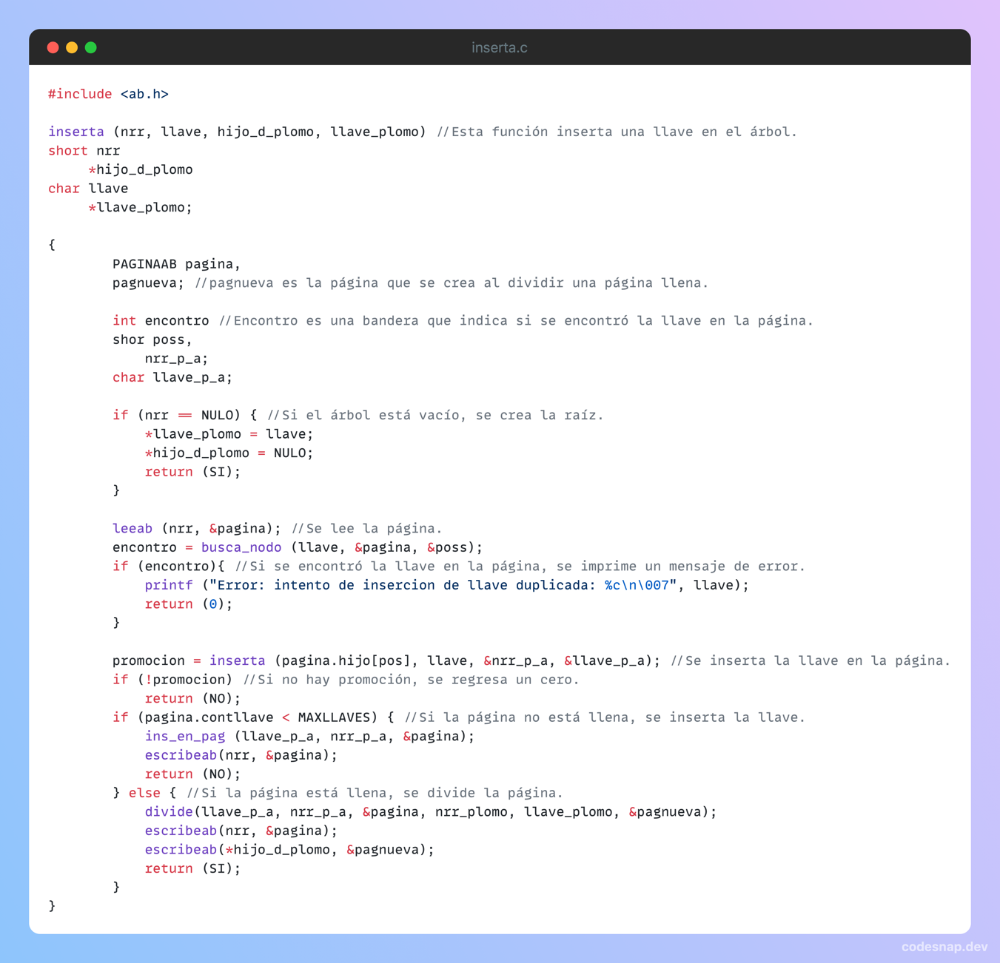 inserta.c
#include <ab.h>
inserta (nrr, llave, hijo_d_plomo, llave_plomo) //Esta función inserta una llave en el árbol.
short nrr
     *hijo_d_plomo
char llave
     *llave_plomo;
{
        PAGINAAB pagina,
        pagnueva; //pagnueva es la página que se crea al dividir una página llena.
        int encontro //Encontro es una bandera que indica si se encontró la llave en la página.
        shor poss,
            nrr_p_a;
        char llave_p_a;
        if (nrr == NULO) { //Si el árbol está vacío, se crea la raíz.
            *llave_plomo = llave;
            *hijo_d_plomo = NULO;
            return (SI);
        }
        leeab (nrr, &pagina); //Se lee la página.
        encontro = busca_nodo (llave, &pagina, &poss);
        if (encontro){ //Si se encontró la llave en la página, se imprime un mensaje de error.
            printf ("Error: intento de insercion de llave duplicada: %c\n\007", llave);
            return (0);
        }
        promocion = inserta (pagina.hijo[pos], llave, &nrr_p_a, &llave_p_a); //Se inserta la llave en la página.
        if (!promocion) //Si no hay promoción, se regresa un cero.
            return (NO);
        if (pagina.contllave < MAXLLAVES) { //Si la página no está llena, se inserta la llave.
            ins_en_pag (llave_p_a, nrr_p_a, &pagina);
            escribeab(nrr, &pagina);
            return (NO);
        } else { //Si la página está llena, se divide la página.
            divide(llave_p_a, nrr_p_a, &pagina, nrr_plomo, llave_plomo, &pagnueva);
            escribeab(nrr, &pagina);
            escribeab(*hijo_d_plomo, &pagnueva);
            return (SI);
        }
}
codesnap.dev